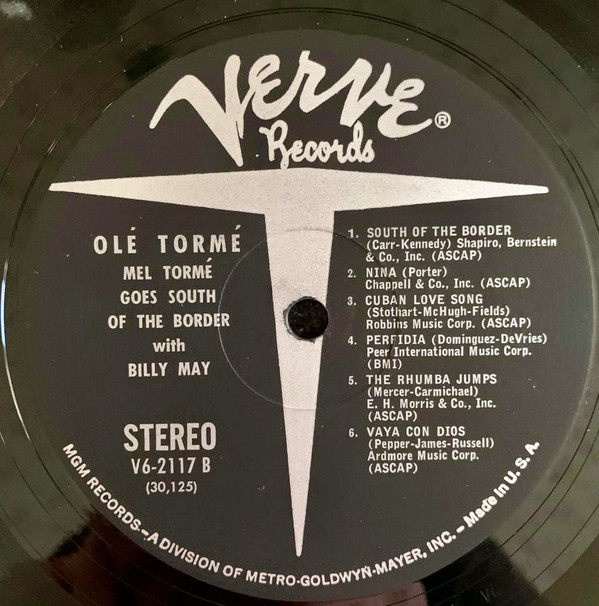 Verve®
Records
OLÉ TORMÉ
MEL TORMÉ
GOES SOUTH
OF THE BORDER
with
BILLY MAY
STEREO
V6-2117 B
(30,125)
1. SOUTH OF THE BORDER
(Carr-Kennedy) Shapiro, Bernstein
& Co., Inc. (ASCAP)
2. NINA (Porter)
Chappell & Co., Inc. (ASCAP)
3. CUBAN LOVE SONG
(Stothart-McHugh-Fields)
Robbins Music Corp. (ASCAP)
4. PERFIDIA (Dominguez-DeVries)
Peer International Music Corp.
(BMI)
5. THE RHUMBA JUMPS
(Mercer-Carmichael)
E. H. Morris & Co., Inc.
(ASCAP)
6. VAYA CON DIOS
(Pepper-James-Russell)
Ardmore Music Corp.
(ASCAP)
MGM RECORDS–A DIVISION OF METRO-GOLDWYN-MAYER, INC. – Made in U. S. A.